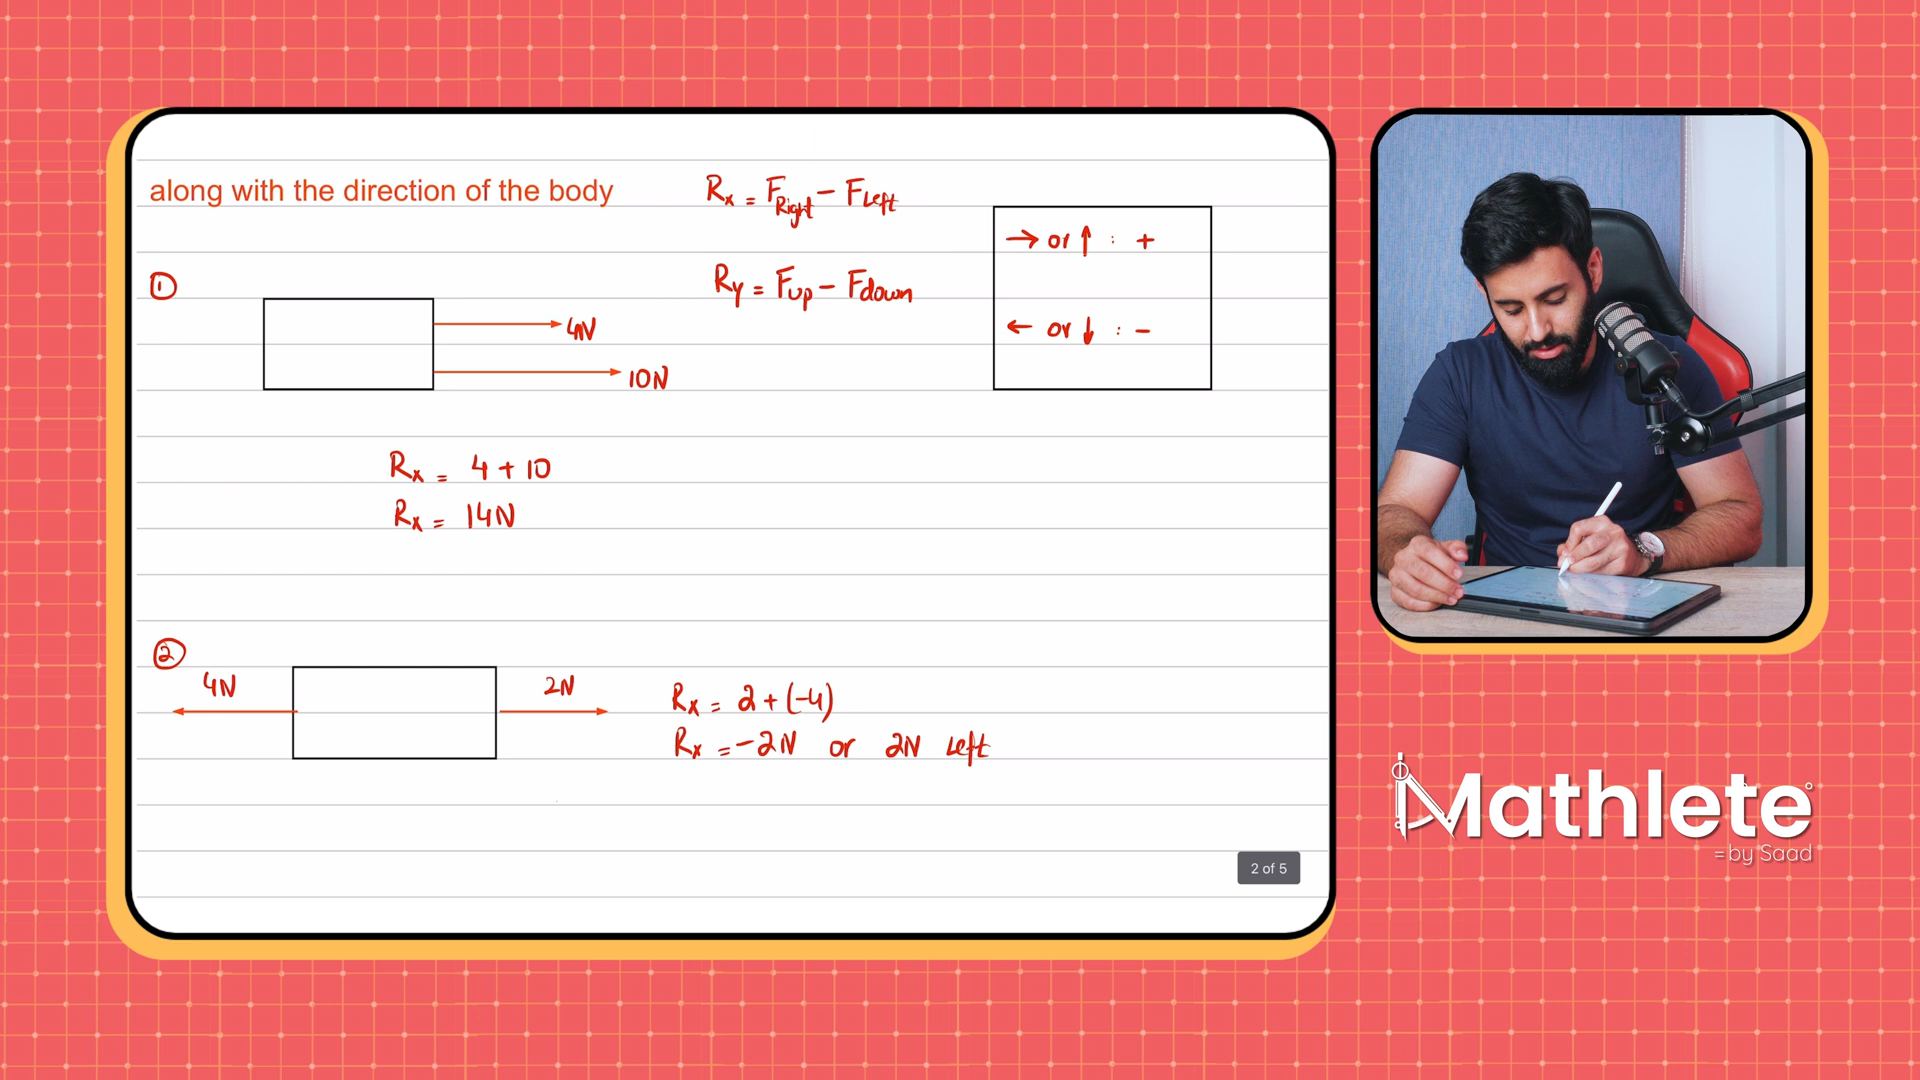 along with the direction of the body
Rx = FRight - FLeft
→ or ↑ : +
Ry = Fup - Fdown
← or ↓ : -
①
4N
10N
Rx = 4 + 10
Rx = 14N
②
4N
2N
Rx = 2 + (-4)
Rx = -2N or 2N Left
2 of 5
Mathlete
= by Saad